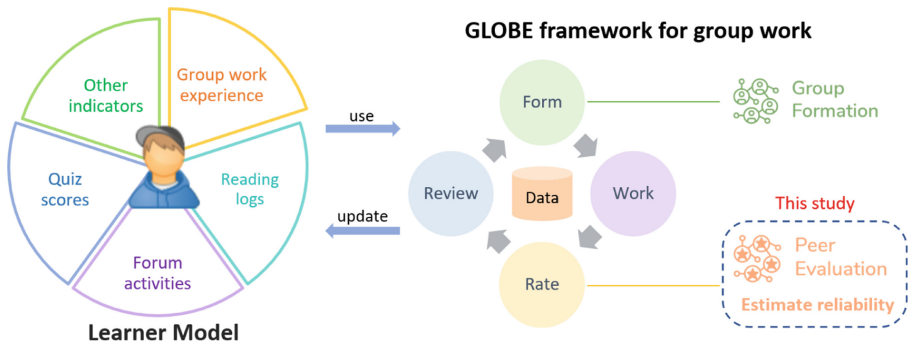 GLOBE framework for group work
Other
indicators
Group work
experience
Quiz
scores
Reading
logs
Forum
activities
Learner Model
use
update
Form
Review
Data
Work
Rate
Group
Formation
This study
Peer
Evaluation
Estimate reliability